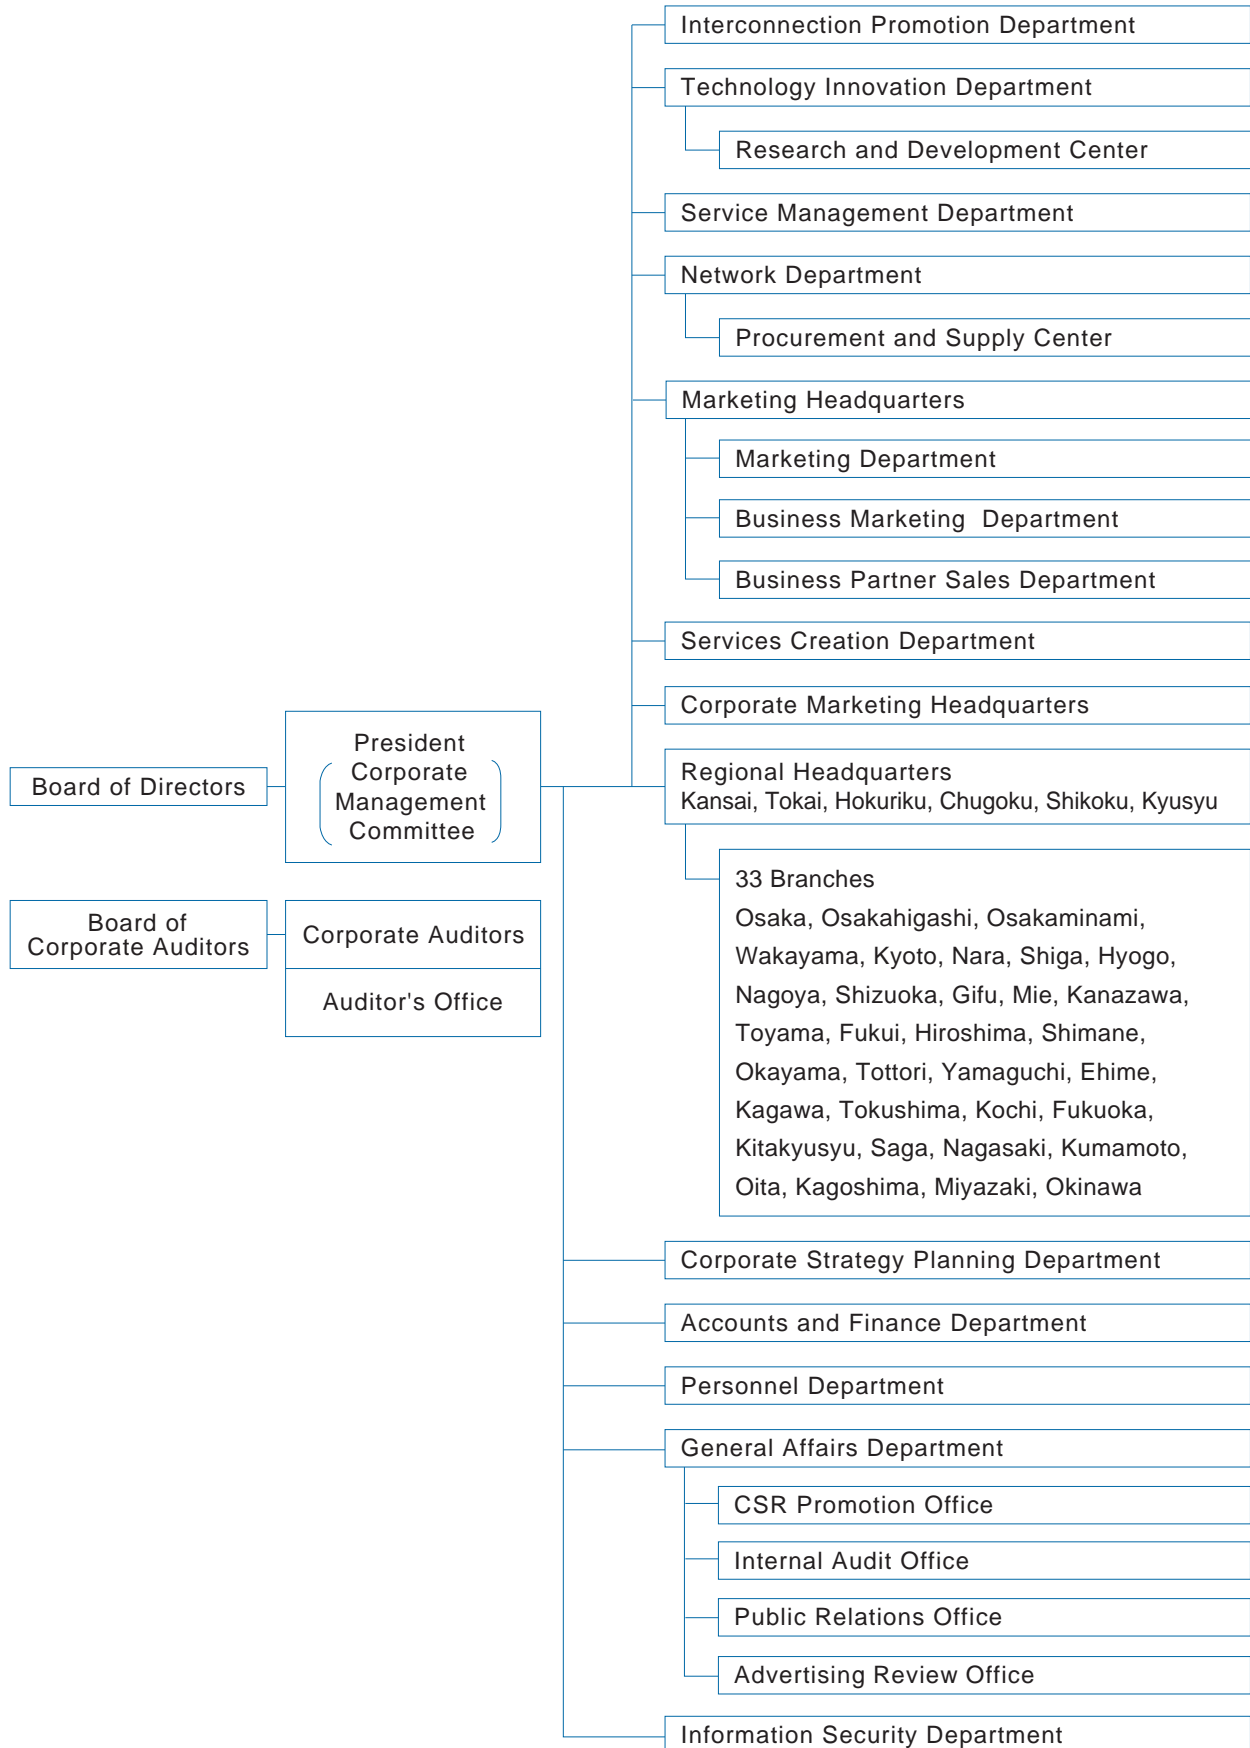 Interconnection Promotion Department
Technology Innovation Department
Research and Development Center
Service Management Department
Network Department
Procurement and Supply Center
Marketing Headquarters
Marketing Department
Business Marketing Department
Business Partner Sales Department
Services Creation Department
Corporate Marketing Headquarters
Board of Directors
President
Corporate
Management
Committee
Regional Headquarters
Kansai, Tokai, Hokuriku, Chugoku, Shikoku, Kyusyu
Board of
Corporate Auditors
Corporate Auditors
Auditor's Office
33 Branches
Osaka, Osakahigashi, Osakaminami,
Wakayama, Kyoto, Nara, Shiga, Hyogo,
Nagoya, Shizuoka, Gifu, Mie, Kanazawa,
Toyama, Fukui, Hiroshima, Shimane,
Okayama, Tottori, Yamaguchi, Ehime,
Kagawa, Tokushima, Kochi, Fukuoka,
Kitakyusyu, Saga, Nagasaki, Kumamoto,
Oita, Kagoshima, Miyazaki, Okinawa
Corporate Strategy Planning Department
Accounts and Finance Department
Personnel Department
General Affairs Department
CSR Promotion Office
Internal Audit Office
Public Relations Office
Advertising Review Office
Information Security Department